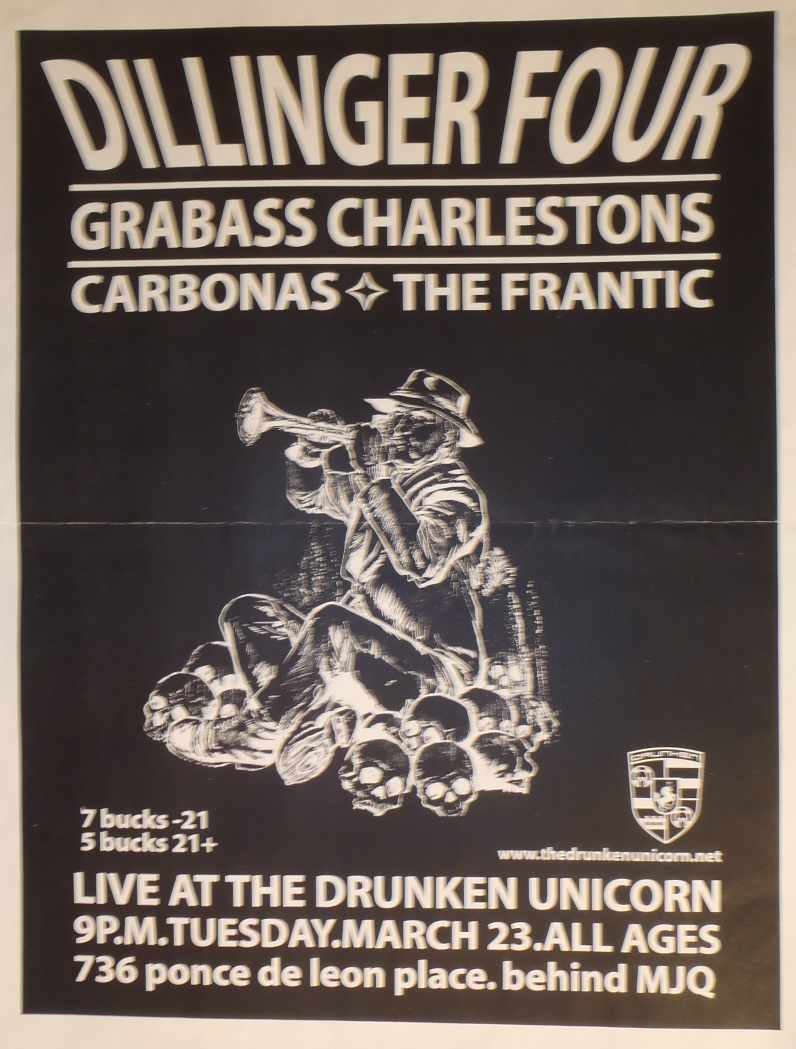 DILLINGER FOUR
GRABASS CHARLESTONS
CARBONAS THE FRANTIC
7 bucks -21
5 bucks 21+
DRUNKEN
www.thedrunkenunicorn.net
LIVE AT THE DRUNKEN UNICORN
9P.M.TUESDAY.MARCH 23.ALL AGES
736 ponce de leon place. behind MJQ